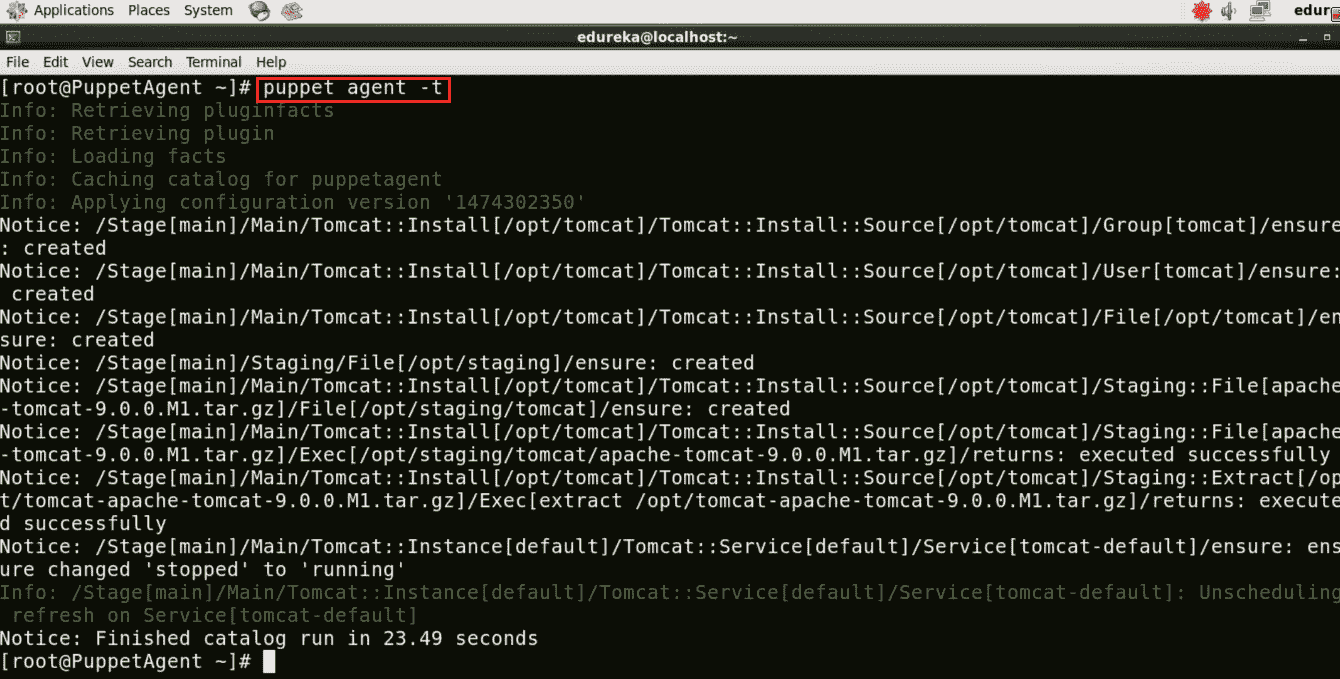 Applications Places System edur
edureka@localhost:~
File Edit View Search Terminal Help
[root@PuppetAgent ~]# puppet agent -t
Info: Retrieving pluginfacts
Info: Retrieving plugin
Info: Loading facts
Info: Caching catalog for puppetagent
Info: Applying configuration version '1474302350'
Notice: /Stage[main]/Main/Tomcat::Install[/opt/tomcat]/Tomcat::Install::Source[/opt/tomcat]/Group[tomcat]/ensure
: created
Notice: /Stage[main]/Main/Tomcat::Install[/opt/tomcat]/Tomcat::Install::Source[/opt/tomcat]/User[tomcat]/ensure:
created
Notice: /Stage[main]/Main/Tomcat::Install[/opt/tomcat]/Tomcat::Install::Source[/opt/tomcat]/File[/opt/tomcat]/en
sure: created
Notice: /Stage[main]/Staging/File[/opt/staging]/ensure: created
Notice: /Stage[main]/Main/Tomcat::Install[/opt/tomcat]/Tomcat::Install::Source[/opt/tomcat]/Staging::File[apache
-tomcat-9.0.0.M1.tar.gz]/File[/opt/staging/tomcat]/ensure: created
Notice: /Stage[main]/Main/Tomcat::Install[/opt/tomcat]/Tomcat::Install::Source[/opt/tomcat]/Staging::File[apache
-tomcat-9.0.0.M1.tar.gz]/Exec[/opt/staging/tomcat/apache-tomcat-9.0.0.M1.tar.gz]/returns: executed successfully
Notice: /Stage[main]/Main/Tomcat::Install[/opt/tomcat]/Tomcat::Install::Source[/opt/tomcat]/Staging::Extract[/op
t/tomcat-apache-tomcat-9.0.0.M1.tar.gz]/Exec[extract /opt/tomcat-apache-tomcat-9.0.0.M1.tar.gz]/returns: execute
d successfully
Notice: /Stage[main]/Main/Tomcat::Instance[default]/Tomcat::Service[default]/Service[tomcat-default]/ensure: ens
ure changed 'stopped' to 'running'
Info: /Stage[main]/Main/Tomcat::Instance[default]/Tomcat::Service[default]/Service[tomcat-default]: Unscheduling
refresh on Service[tomcat-default]
Notice: Finished catalog run in 23.49 seconds
[root@PuppetAgent ~]#